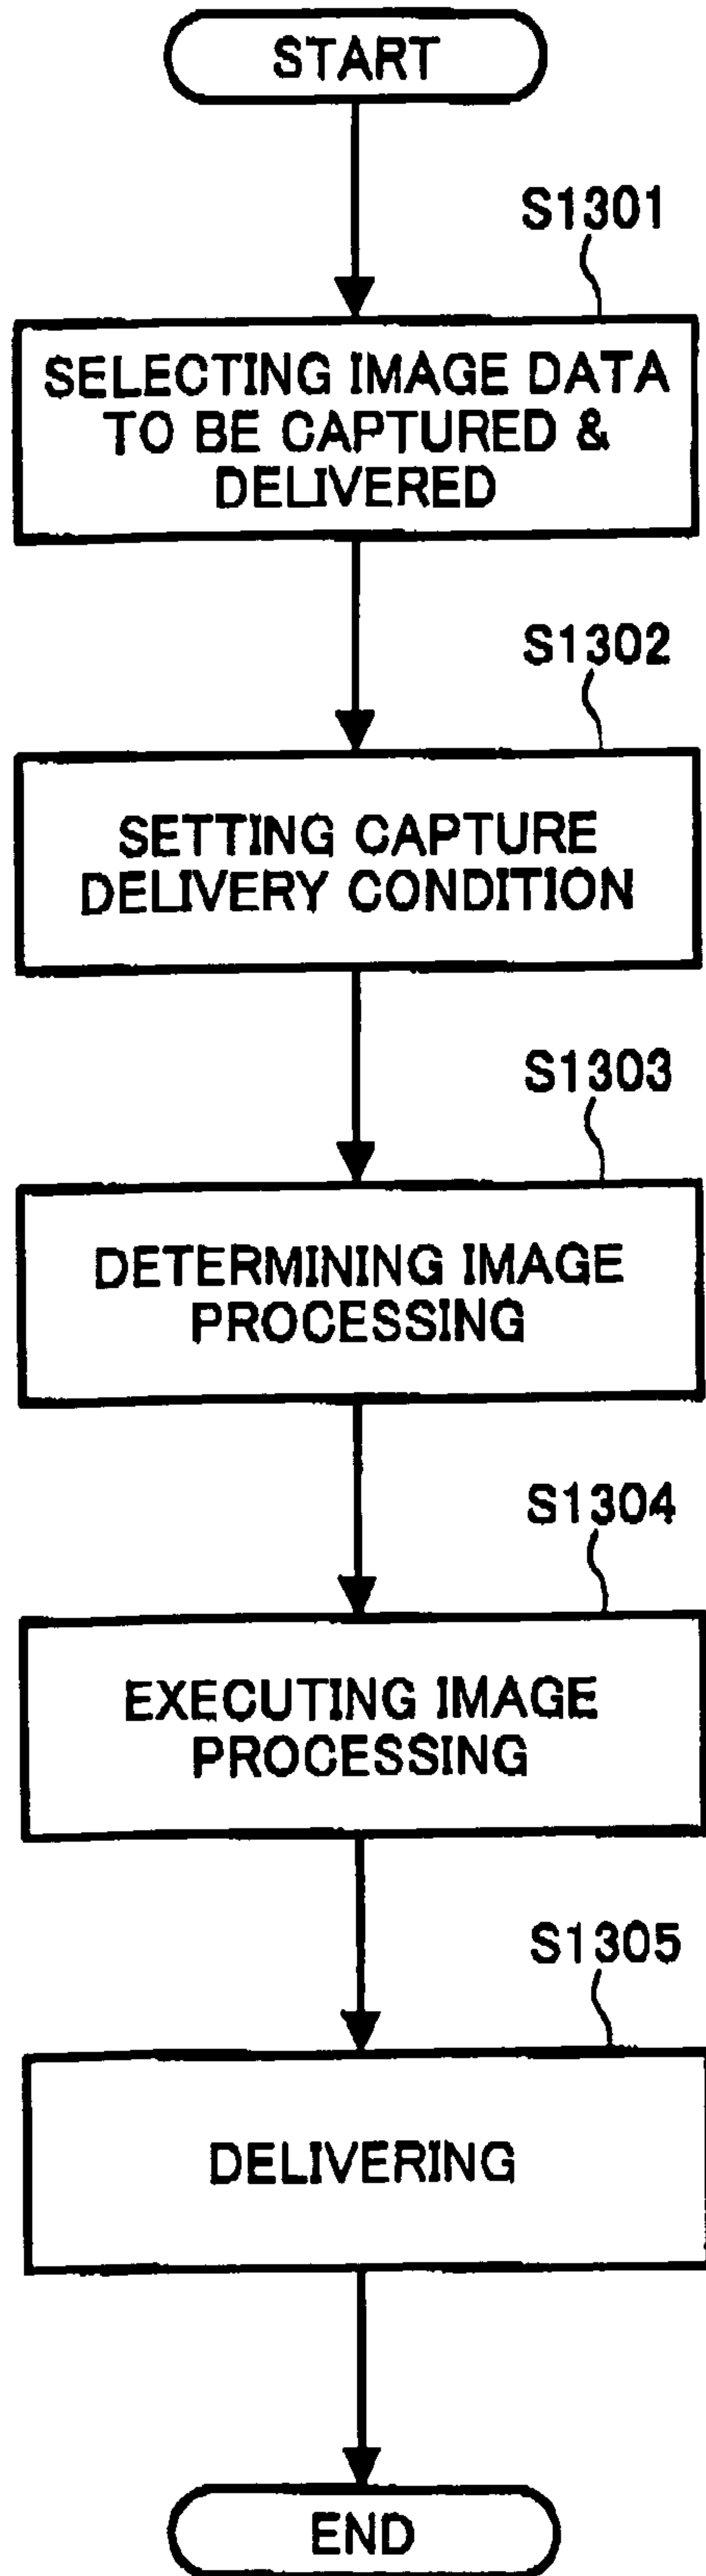 START
S1301
SELECTING IMAGE DATA
TO BE CAPTURED &
DELIVERED
S1302
SETTING CAPTURE
DELIVERY CONDITION
S1303
DETERMINING IMAGE
PROCESSING
S1304
EXECUTING IMAGE
PROCESSING
S1305
DELIVERING
END